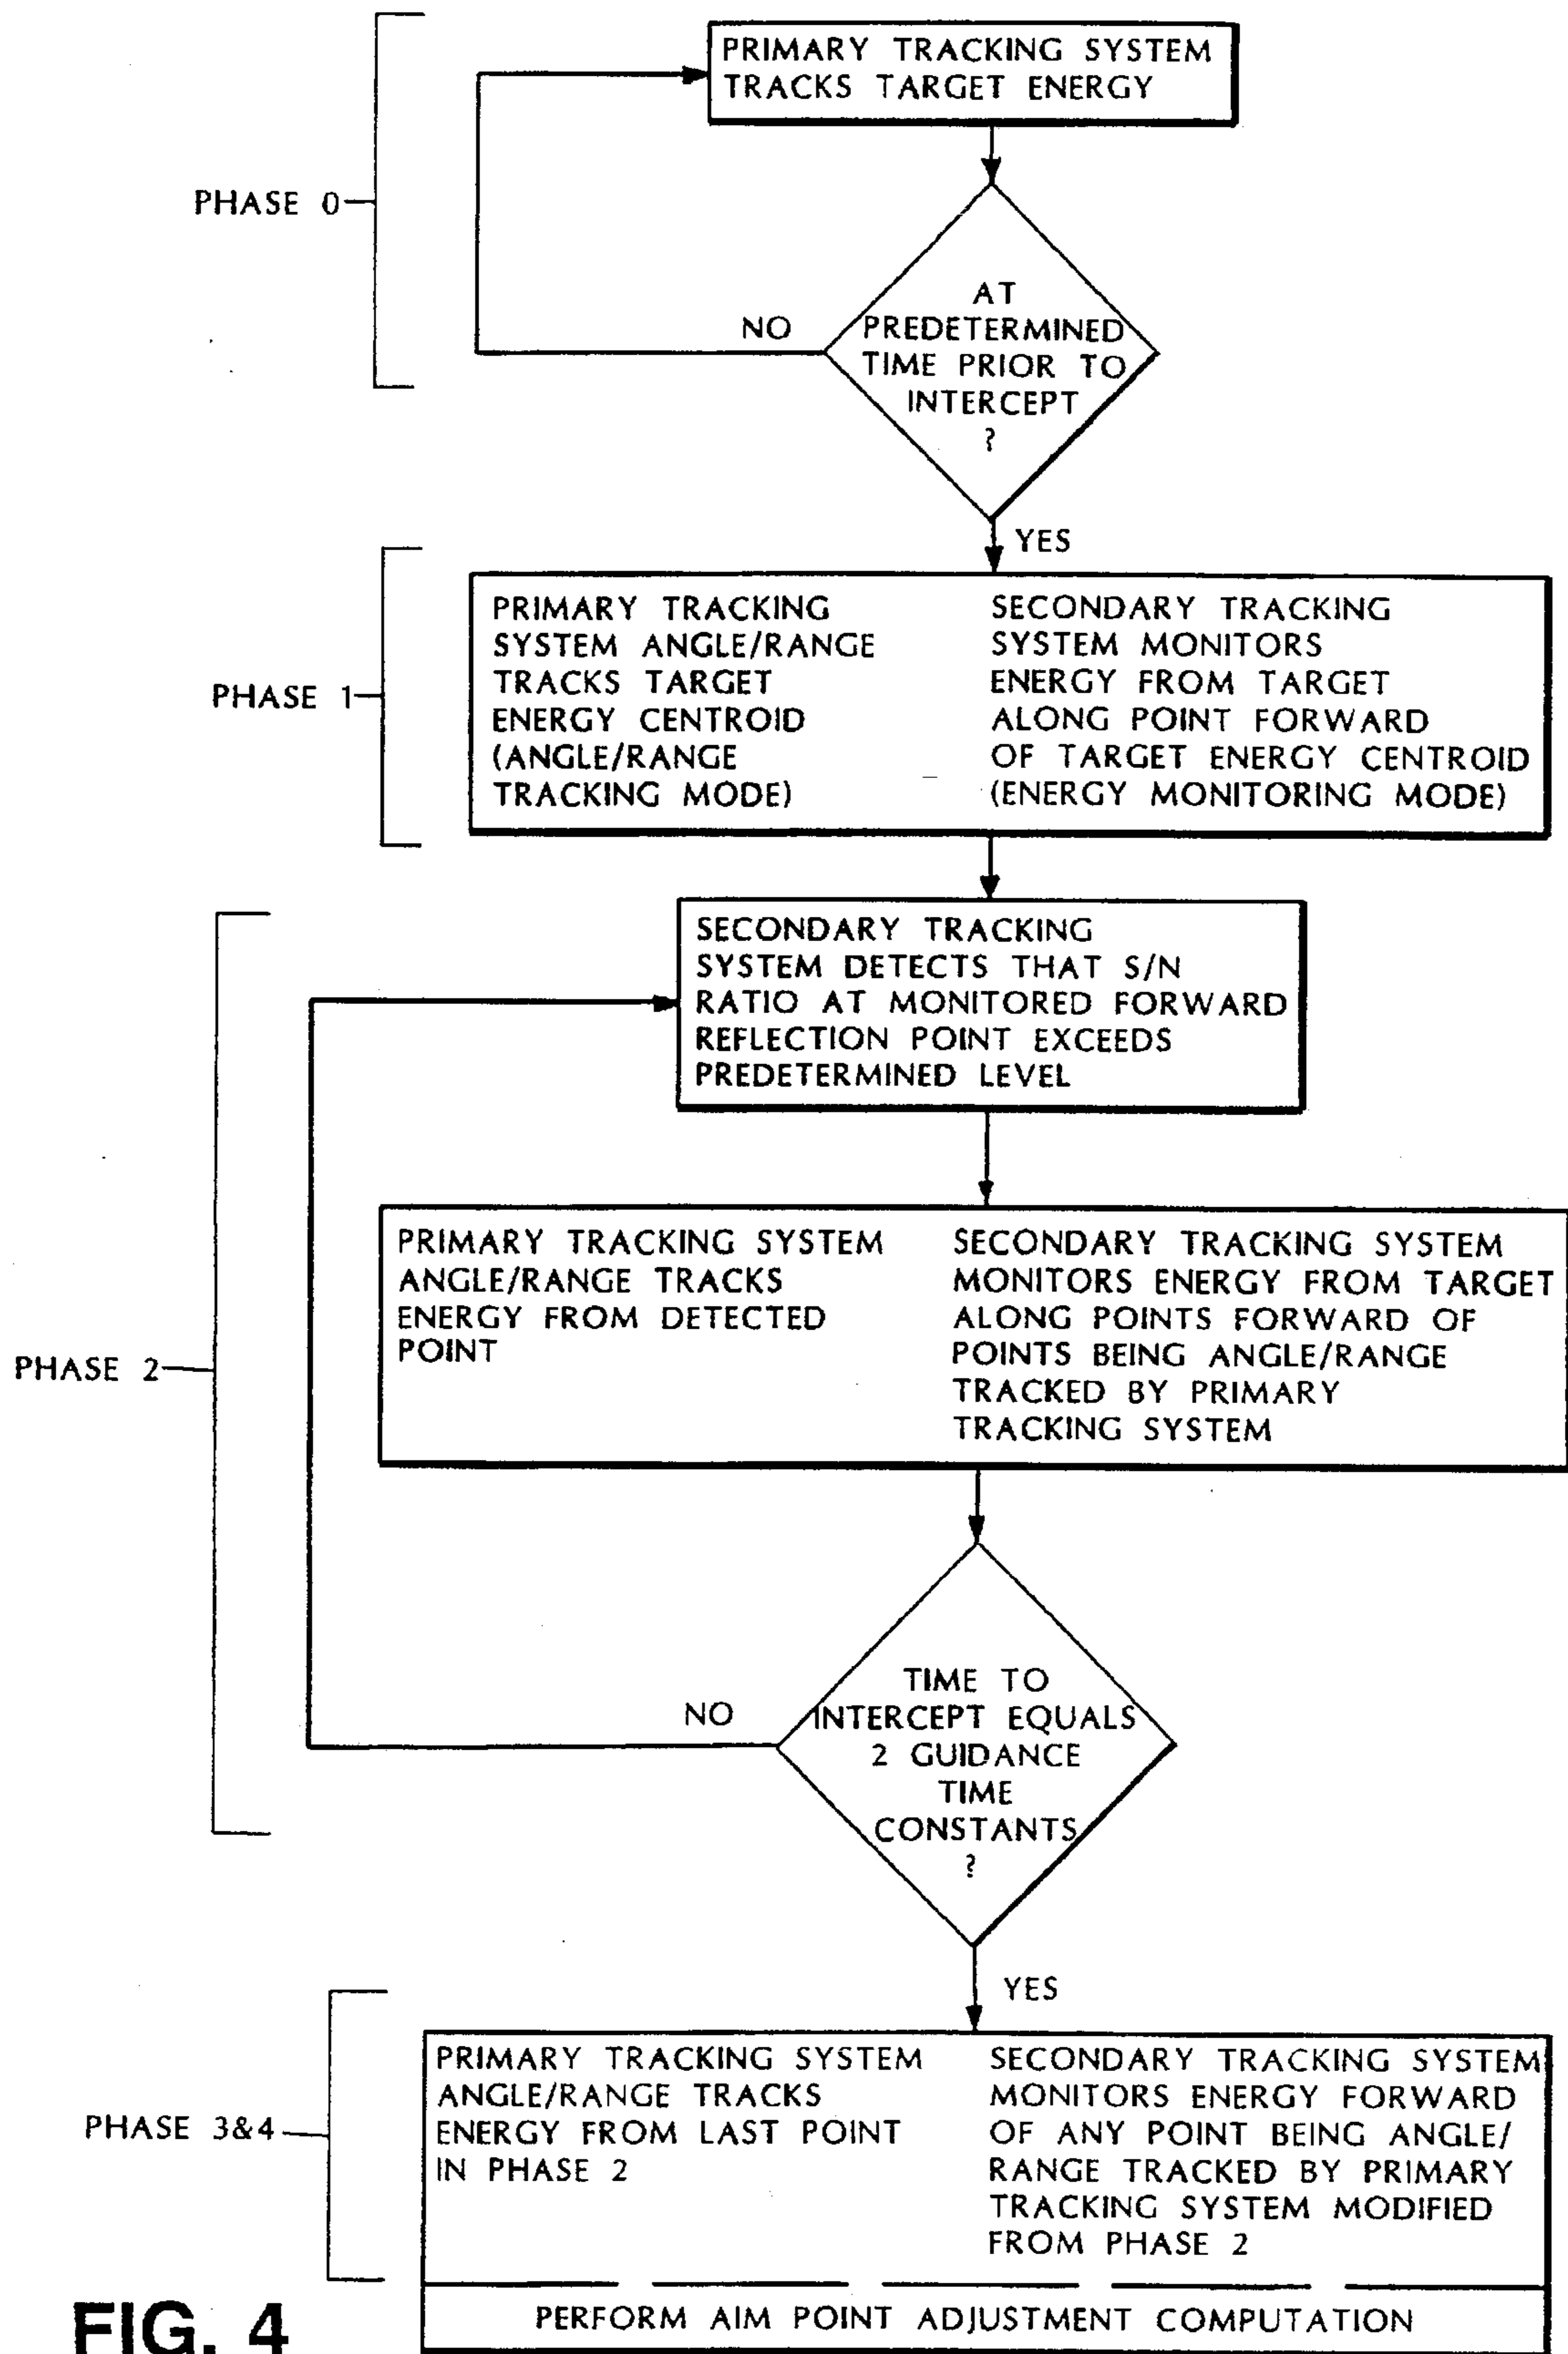 PRIMARY TRACKING SYSTEM
TRACKS TARGET ENERGY
PHASE 0
AT
PREDETERMINED
TIME PRIOR TO
INTERCEPT
?
NO
YES
PHASE 1
PRIMARY TRACKING
SYSTEM ANGLE/RANGE
TRACKS TARGET
ENERGY CENTROID
(ANGLE/RANGE
TRACKING MODE)
SECONDARY TRACKING
SYSTEM MONITORS
ENERGY FROM TARGET
ALONG POINT FORWARD
OF TARGET ENERGY CENTROID
(ENERGY MONITORING MODE)
SECONDARY TRACKING
SYSTEM DETECTS THAT S/N
RATIO AT MONITORED FORWARD
REFLECTION POINT EXCEEDS
PREDETERMINED LEVEL
PHASE 2
PRIMARY TRACKING SYSTEM
ANGLE/RANGE TRACKS
ENERGY FROM DETECTED
POINT
SECONDARY TRACKING SYSTEM
MONITORS ENERGY FROM TARGET
ALONG POINTS FORWARD OF
POINTS BEING ANGLE/RANGE
TRACKED BY PRIMARY
TRACKING SYSTEM
TIME TO
INTERCEPT EQUALS
2 GUIDANCE
TIME
CONSTANTS
?
NO
YES
PHASE 3&4
PRIMARY TRACKING SYSTEM
ANGLE/RANGE TRACKS
ENERGY FROM LAST POINT
IN PHASE 2
SECONDARY TRACKING SYSTEM
MONITORS ENERGY FORWARD
OF ANY POINT BEING ANGLE/
RANGE TRACKED BY PRIMARY
TRACKING SYSTEM MODIFIED
FROM PHASE 2
PERFORM AIM POINT ADJUSTMENT COMPUTATION
FIG. 4